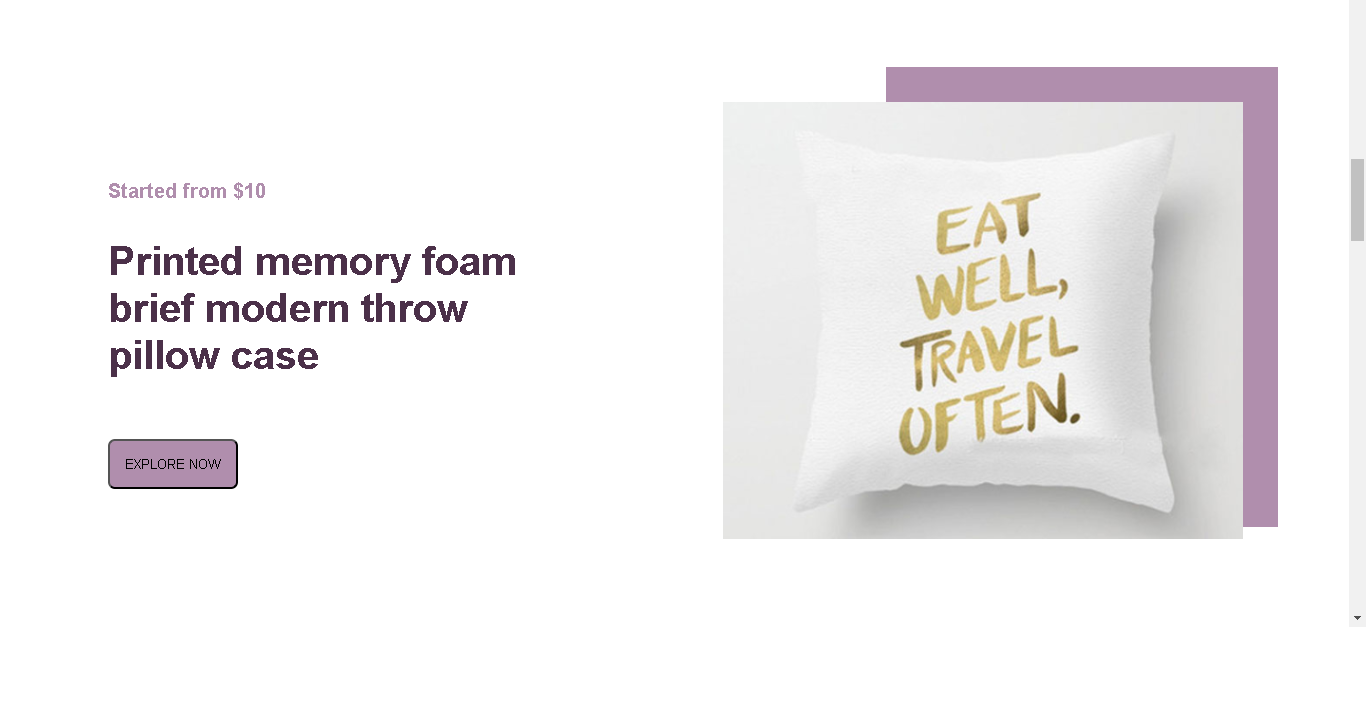 Started from $10
Printed memory foam
brief modern throw
pillow case
EXPLORE NOW
EAT
WELL,
TRAVEL
OFTEN.